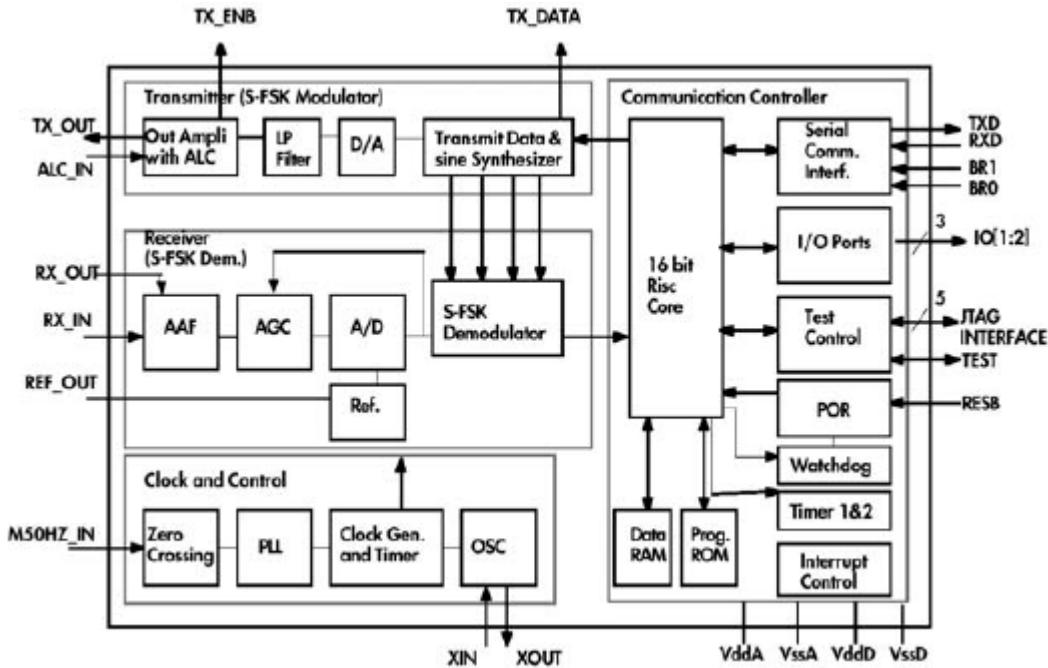 TX_ENB
TX_DATA
Transmitter (S-FSK Modulator)
Communication Controller
TX_OUT
ALC_IN
Out Ampli
with ALC
LP
Filter
D/A
Transmit Data &
sine Synthesizer
Serial
Comm.
Interf.
TXD
RXD
BR1
BR0
Receiver
(S-FSK Dem.)
RX_OUT
RX_IN
REF_OUT
AAF
AGC
A/D
Ref.
S-FSK
Demodulator
16 bit
Risc
Core
I/O Ports
3
IO[1:2]
Test
Control
5
JTAG
INTERFACE
TEST
POR
RESB
Watchdog
Timer 1&2
Interrupt
Control
Data
RAM
Prog.
ROM
Clock and Control
M50HZ_IN
Zero
Crossing
PLL
Clock Gen.
and Timer
OSC
XIN
XOUT
VddA
VssA
VddD
VssD